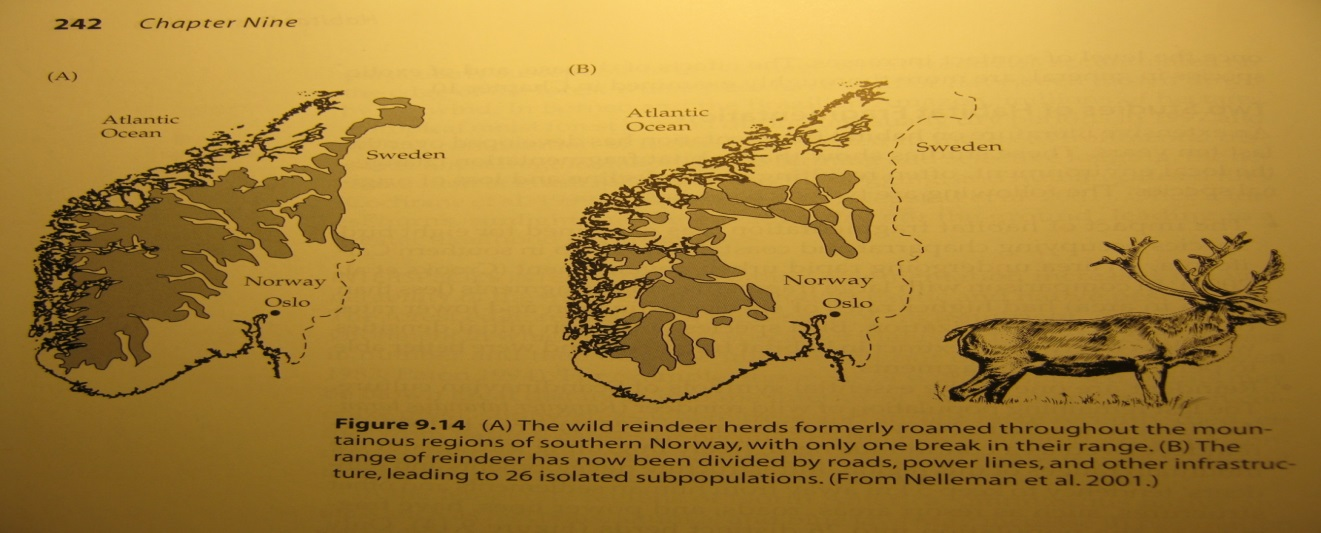 242 Chapter Nine
(A)
Atlantic
Ocean
Sweden
Norway
Oslo
(B)
Atlantic
Ocean
Sweden
Norway
Oslo
Figure 9.14 (A) The wild reindeer herds formerly roamed throughout the moun-
tainous regions of southern Norway, with only one break in their range. (B) The
range of reindeer has now been divided by roads, power lines, and other infrastruc-
ture, leading to 26 isolated subpopulations. (From Nelleman et al. 2001.)